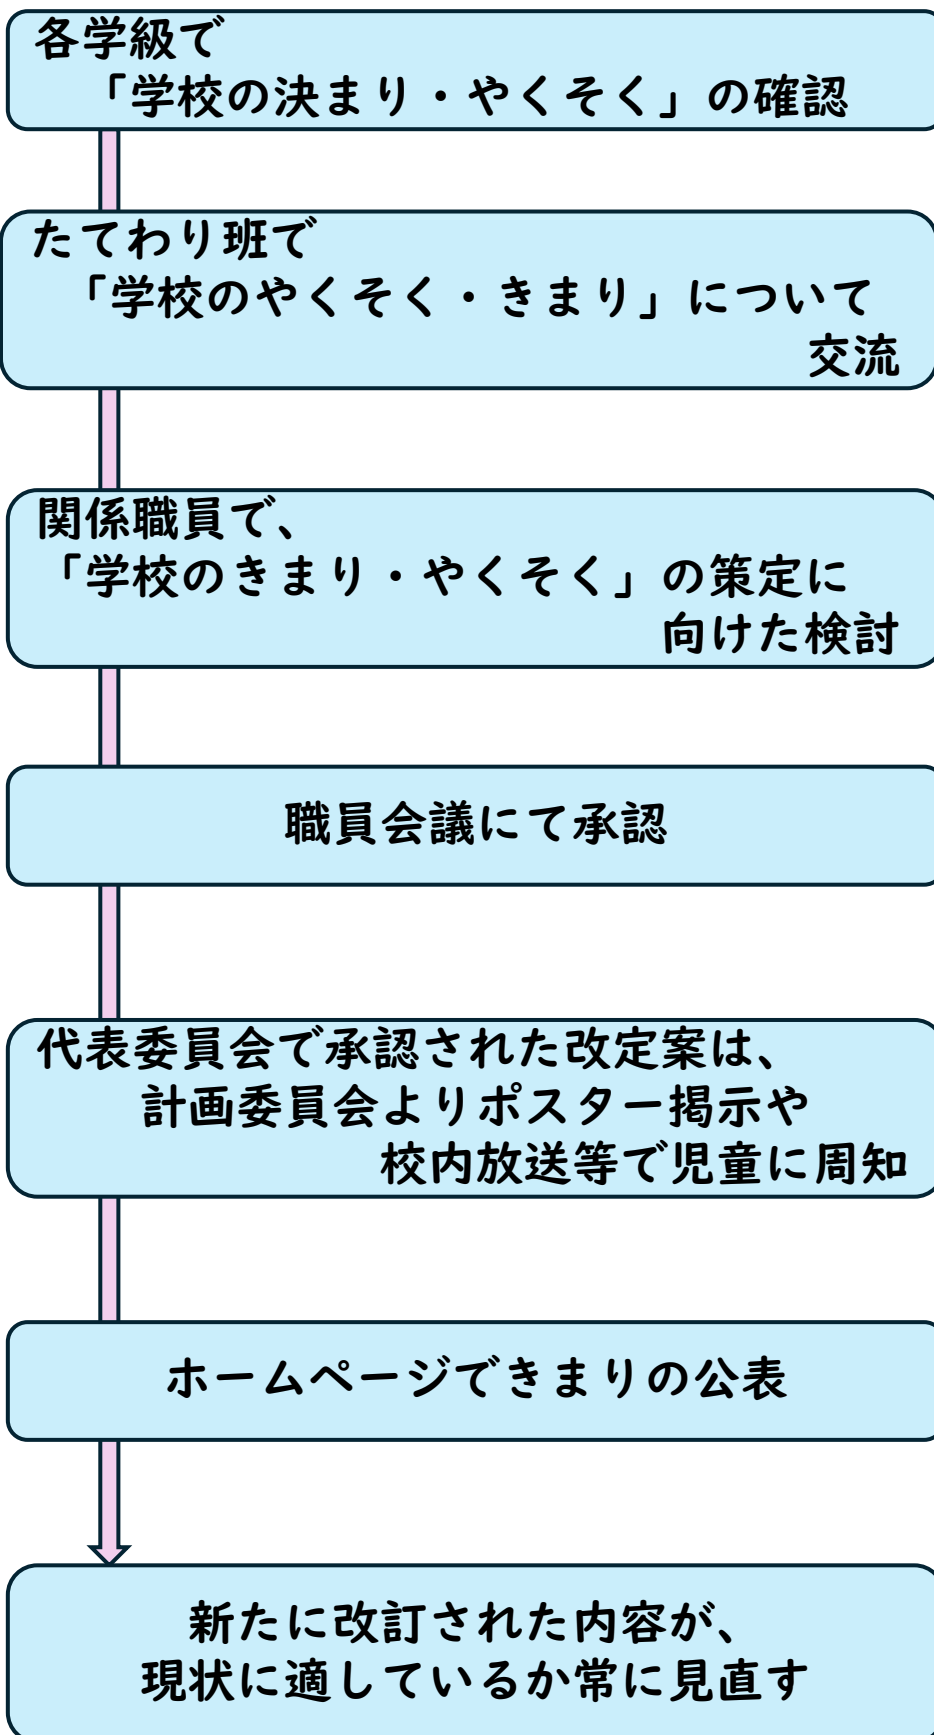 各学級で
「学校の決まり・やくそく」の確認
たてわり班で
「学校のやくそく・きまり」について
交流
関係職員で、
「学校のきまり・やくそく」の策定に
向けた検討
職員会議にて承認
代表委員会で承認された改定案は、
計画委員会よりポスター掲示や
校内放送等で児童に周知
ホームページできまりの公表
新たに改訂された内容が、
現状に適しているか常に見直す